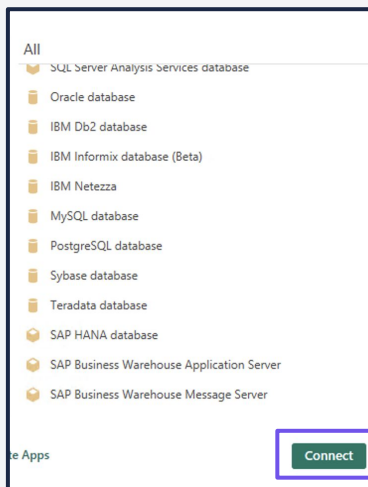 All
SQL Server Analysis Services database
Oracle database
IBM Db2 database
IBM Informix database (Beta)
IBM Netezza
MySQL database
PostgreSQL database
Sybase database
Teradata database
SAP HANA database
SAP Business Warehouse Application Server
SAP Business Warehouse Message Server
te Apps
Connect